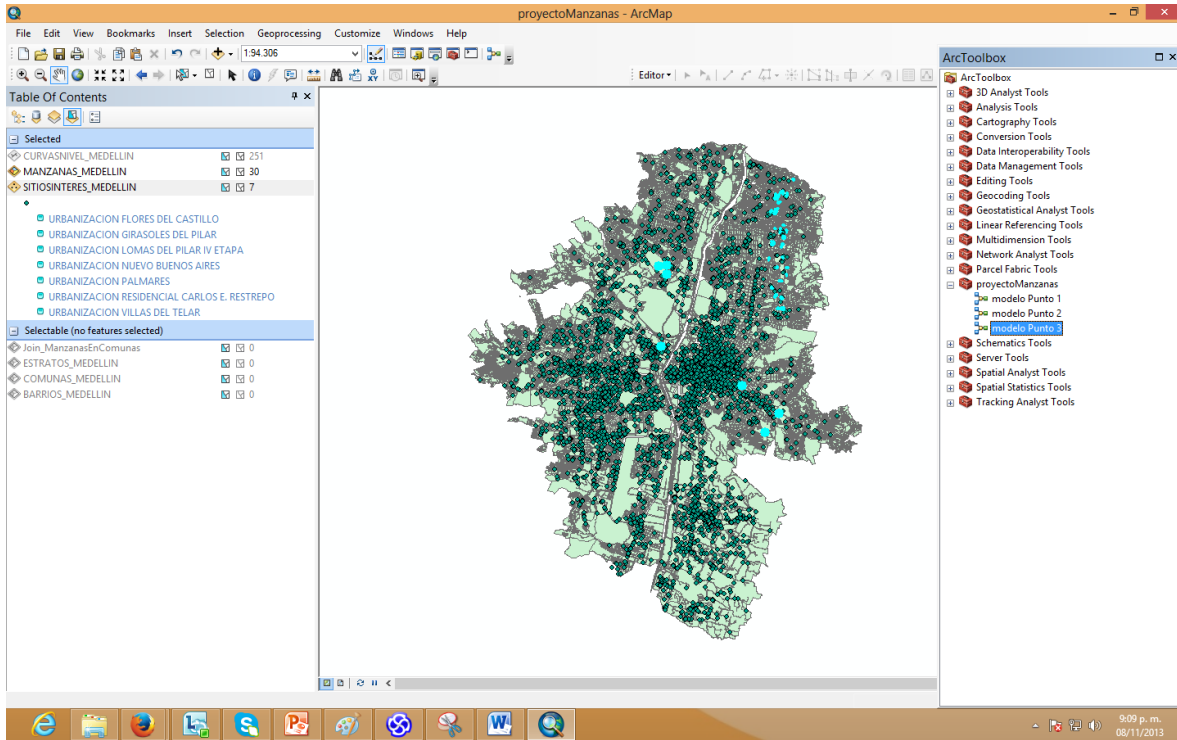 proyectoManzanas - ArcMap
File Edit View Bookmarks Insert Selection Geoprocessing Customize Windows Help
1:94.306
Editor
Table Of Contents
Selected
CURVASNIVEL_MEDELLIN 251
MANZANAS_MEDELLIN 30
SITIOSINTERES_MEDELLIN 7
URBANIZACION FLORES DEL CASTILLO
URBANIZACION GIRASOLES DEL PILAR
URBANIZACION LOMAS DEL PILAR IV ETAPA
URBANIZACION NUEVO BUENOS AIRES
URBANIZACION PALMARES
URBANIZACION RESIDENCIAL CARLOS E. RESTREPO
URBANIZACION VILLAS DEL TELAR
Selectable (no features selected)
Join_ManzanasEnComunas 0
ESTRATOS_MEDELLIN 0
COMUNAS_MEDELLIN 0
BARRIOS_MEDELLIN 0
ArcToolbox
ArcToolbox
3D Analyst Tools
Analysis Tools
Cartography Tools
Conversion Tools
Data Interoperability Tools
Data Management Tools
Editing Tools
Geocoding Tools
Geostatistical Analyst Tools
Linear Referencing Tools
Multidimension Tools
Network Analyst Tools
Parcel Fabric Tools
proyectoManzanas
modelo Punto 1
modelo Punto 2
modelo Punto 3
Schematics Tools
Server Tools
Spatial Analyst Tools
Spatial Statistics Tools
Tracking Analyst Tools
9:09 p. m.
08/11/2013